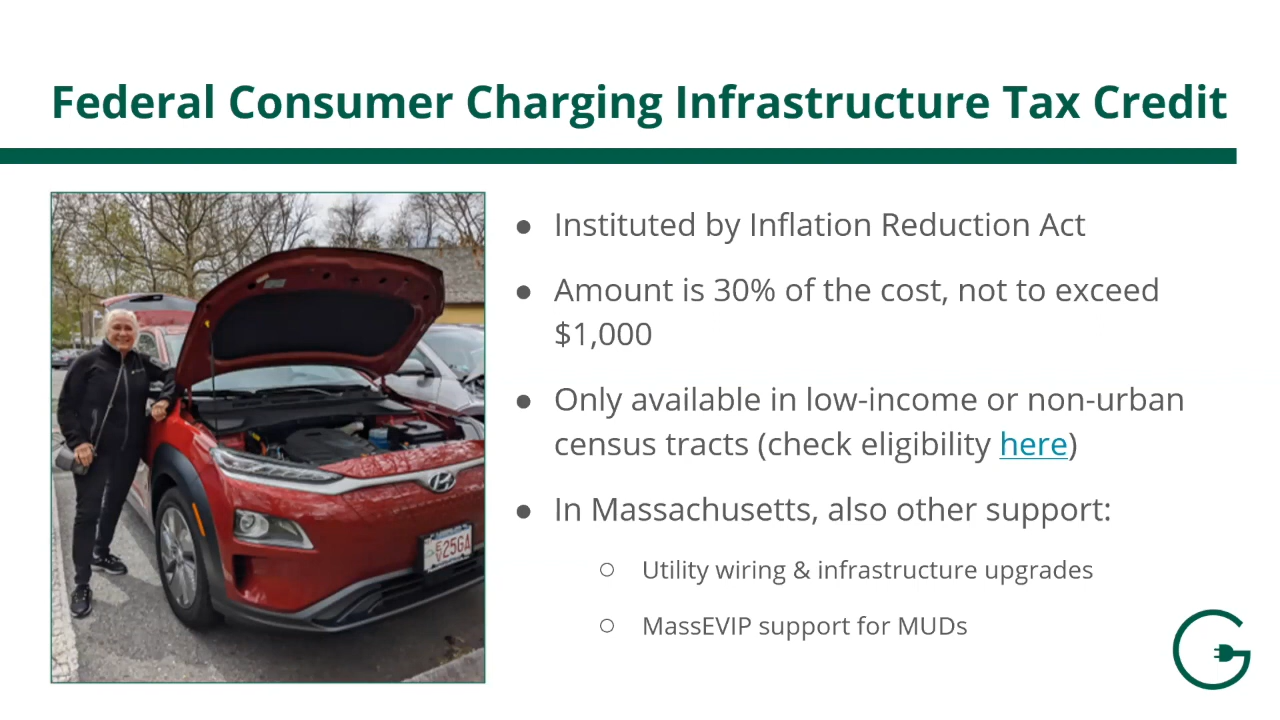 Federal Consumer Charging Infrastructure Tax Credit
● Instituted by Inflation Reduction Act
● Amount is 30% of the cost, not to exceed
$1,000
● Only available in low-income or non-urban
census tracts (check eligibility here)
● In Massachusetts, also other support:
○ Utility wiring & infrastructure upgrades
○ MassEVIP support for MUDs
EV 25GA
G